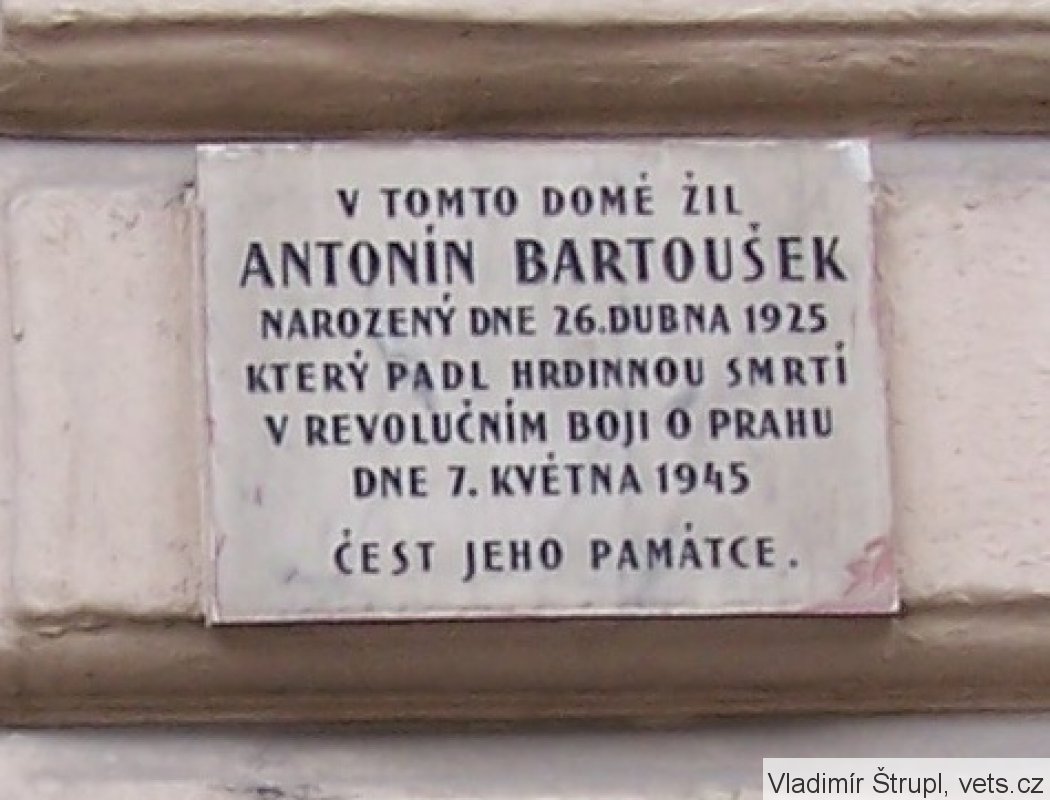 V TOMTO DOMĚ ŽIL
ANTONÍN BARTOUŠEK
NAROZENÝ DNE 26.DUBNA 1925
KTERÝ PADL HRDINNOU SMRTÍ
V REVOLUČNÍM BOJI O PRAHU
DNE 7. KVĚTNA 1945
ČEST JEHO PAMÁTCE.
Vladimír Štrupl, vets.cz